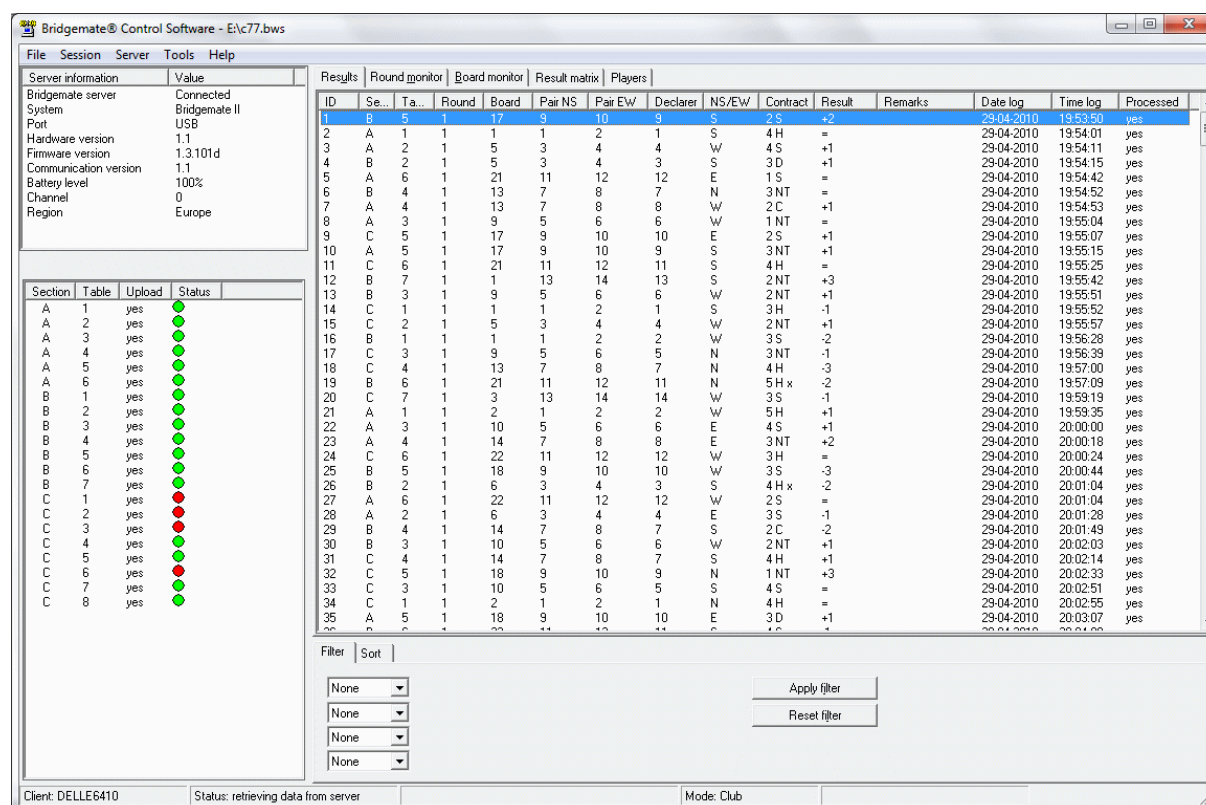 Bridgemate® Control Software - E:\c77.bws
File Session Server Tools Help
Server information Value
Bridgemate server Connected
System Bridgemate II
Port USB
Hardware version 1.1
Firmware version 1.3.101d
Communication version 1.1
Battery level 100%
Channel 0
Region Europe
Section Table Upload Status
A 1 yes
A 2 yes
A 3 yes
A 4 yes
A 5 yes
A 6 yes
B 1 yes
B 2 yes
B 3 yes
B 4 yes
B 5 yes
B 6 yes
B 7 yes
C 1 yes
C 2 yes
C 3 yes
C 4 yes
C 5 yes
C 6 yes
C 7 yes
C 8 yes
Results Round monitor Board monitor Result matrix Players
ID Se... Ta... Round Board Pair NS Pair EW Declarer NS/EW Contract Result Remarks Date log Time log Processed
1 B 5 1 17 9 10 9 S 2 S +2 29-04-2010 19:53:50 yes
2 A 1 1 1 1 2 1 S 4 H = 29-04-2010 19:54:01 yes
3 A 2 1 5 3 4 4 W 4 S +1 29-04-2010 19:54:11 yes
4 B 2 1 5 3 4 3 S 3 D +1 29-04-2010 19:54:15 yes
5 A 6 1 21 11 12 12 E 1 S = 29-04-2010 19:54:42 yes
6 B 4 1 13 7 8 7 N 3 NT = 29-04-2010 19:54:52 yes
7 A 4 1 13 7 8 8 W 2 C +1 29-04-2010 19:54:53 yes
8 A 3 1 9 5 6 6 W 1 NT = 29-04-2010 19:55:04 yes
9 C 5 1 17 9 10 10 E 2 S +1 29-04-2010 19:55:07 yes
10 A 5 1 17 9 10 9 S 3 NT +1 29-04-2010 19:55:15 yes
11 C 6 1 21 11 12 11 S 4 H = 29-04-2010 19:55:25 yes
12 B 7 1 1 13 14 13 S 2 NT +3 29-04-2010 19:55:42 yes
13 B 3 1 9 5 6 6 W 2 NT +1 29-04-2010 19:55:51 yes
14 C 1 1 1 1 2 1 S 3 H -1 29-04-2010 19:55:52 yes
15 C 2 1 5 3 4 4 W 2 NT +1 29-04-2010 19:55:57 yes
16 B 1 1 1 1 2 2 W 3 S -2 29-04-2010 19:56:28 yes
17 C 3 1 9 5 6 5 N 3 NT -1 29-04-2010 19:56:39 yes
18 C 4 1 13 7 8 7 N 4 H -3 29-04-2010 19:57:00 yes
19 B 6 1 21 11 12 11 N 5 H x -2 29-04-2010 19:57:09 yes
20 C 7 1 3 13 14 14 W 3 S -1 29-04-2010 19:59:19 yes
21 A 1 1 2 1 2 2 W 5 H +1 29-04-2010 19:59:35 yes
22 A 3 1 10 5 6 6 E 4 S +1 29-04-2010 20:00:00 yes
23 A 4 1 14 7 8 8 E 3 NT +2 29-04-2010 20:00:18 yes
24 C 6 1 22 11 12 12 W 3 H = 29-04-2010 20:00:24 yes
25 B 5 1 18 9 10 10 W 3 S -3 29-04-2010 20:00:44 yes
26 B 2 1 6 3 4 3 S 4 H x -2 29-04-2010 20:01:04 yes
27 A 6 1 22 11 12 12 W 2 S = 29-04-2010 20:01:04 yes
28 A 2 1 6 3 4 4 E 3 S -1 29-04-2010 20:01:28 yes
29 B 4 1 14 7 8 7 S 2 C -2 29-04-2010 20:01:49 yes
30 B 3 1 10 5 6 6 W 2 NT +1 29-04-2010 20:02:03 yes
31 C 4 1 14 7 8 7 S 4 H +1 29-04-2010 20:02:14 yes
32 C 5 1 18 9 10 9 N 1 NT +3 29-04-2010 20:02:33 yes
33 C 3 1 10 5 6 5 S 4 S = 29-04-2010 20:02:51 yes
34 C 1 1 2 1 2 1 N 4 H = 29-04-2010 20:02:55 yes
35 A 5 1 18 9 10 10 E 3 D +1 29-04-2010 20:03:07 yes
Filter Sort
None
None
None
None
Apply filter
Reset filter
Client: DELLE6410 Status: retrieving data from server Mode: Club